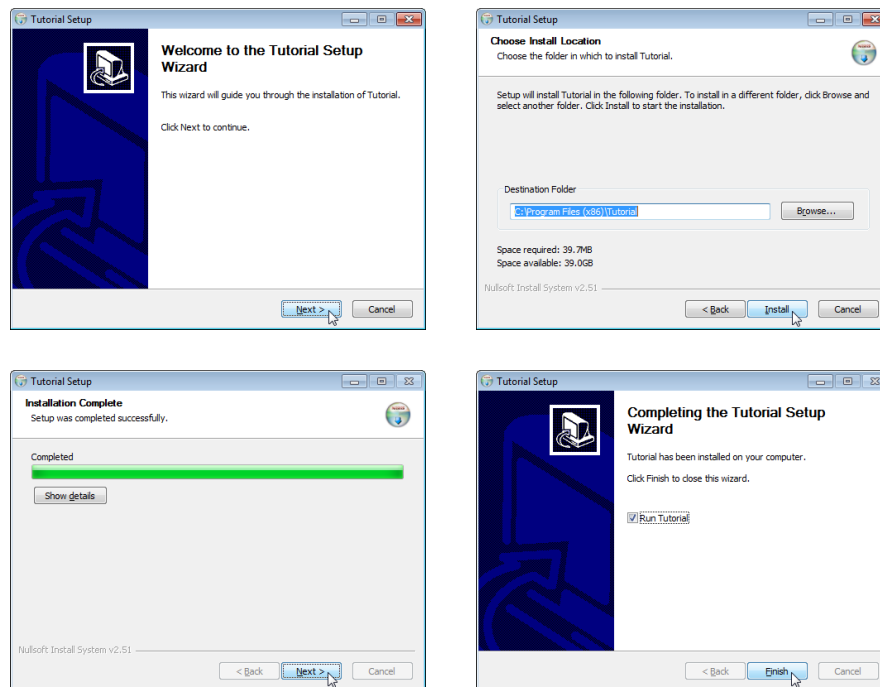 Tutorial Setup
Welcome to the Tutorial Setup
Wizard
This wizard will guide you through the installation of Tutorial.
Click Next to continue.
Next >
Cancel
Tutorial Setup
Choose Install Location
Choose the folder in which to install Tutorial.
Setup will install Tutorial in the following folder. To install in a different folder, click Browse and
select another folder. Click Install to start the installation.
Destination Folder
C:\Program Files (x86)\Tutorial
Browse...
Space required: 39.7MB
Space available: 39.0GB
Nullsoft Install System v2.51
< Back
Install
Cancel
Tutorial Setup
Installation Complete
Setup was completed successfully.
Completed
Show details
Nullsoft Install System v2.51
< Back
Next >
Cancel
Tutorial Setup
Completing the Tutorial Setup
Wizard
Tutorial has been installed on your computer.
Click Finish to close this wizard.
Run Tutorial
< Back
Finish
Cancel